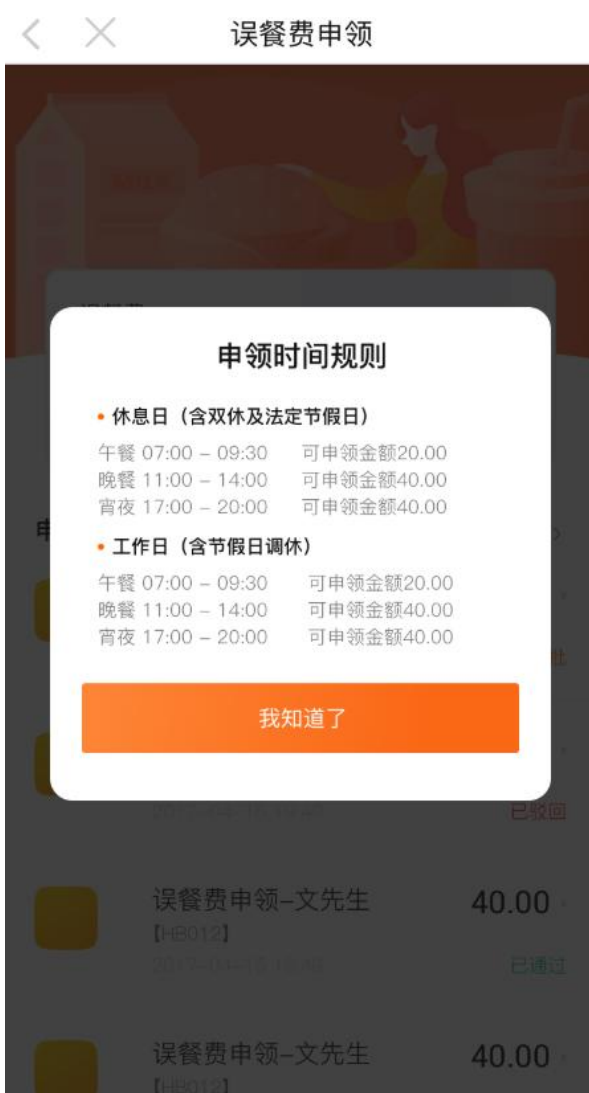 误餐费申领
申领时间规则
• 休息日（含双休及法定节假日）
午餐 07:00 – 09:30 可申领金额20.00
晚餐 11:00 – 14:00 可申领金额40.00
宵夜 17:00 – 20:00 可申领金额40.00
• 工作日（含节假日调休）
午餐 07:00 – 09:30 可申领金额20.00
晚餐 11:00 – 14:00 可申领金额40.00
宵夜 17:00 – 20:00 可申领金额40.00
我知道了
已驳回
误餐费申领–文先生 40.00
【HB012】
已通过
误餐费申领–文先生 40.00
【HB012】